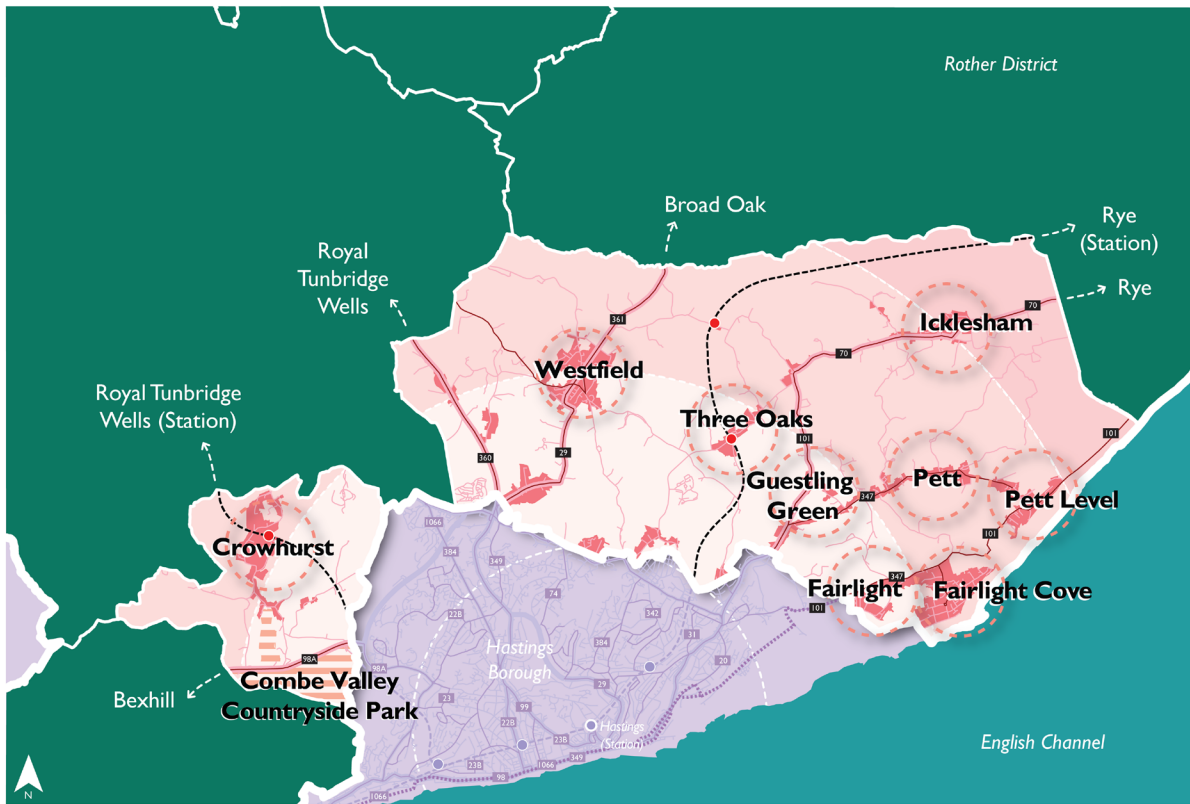 Rother District
Broad Oak
Rye
(Station)
Royal
Tunbridge
Wells
Rye
70
Icklesham
361
70
Westfield
Royal Tunbridge
Wells (Station)
Three Oaks
101
101
29
360
Guestling
Green
347
Pett
Pett Level
1066
384
349
101
Crowhurst
74
347
Fairlight
Fairlight Cove
22B
342
101
31
384
Hastings
Borough
98A
98A
20
29
Combe Valley
Countryside Park
Bexhill
23
99
22B
Hastings
(Station)
23B
English Channel
349
23B
1066
98
1066
N